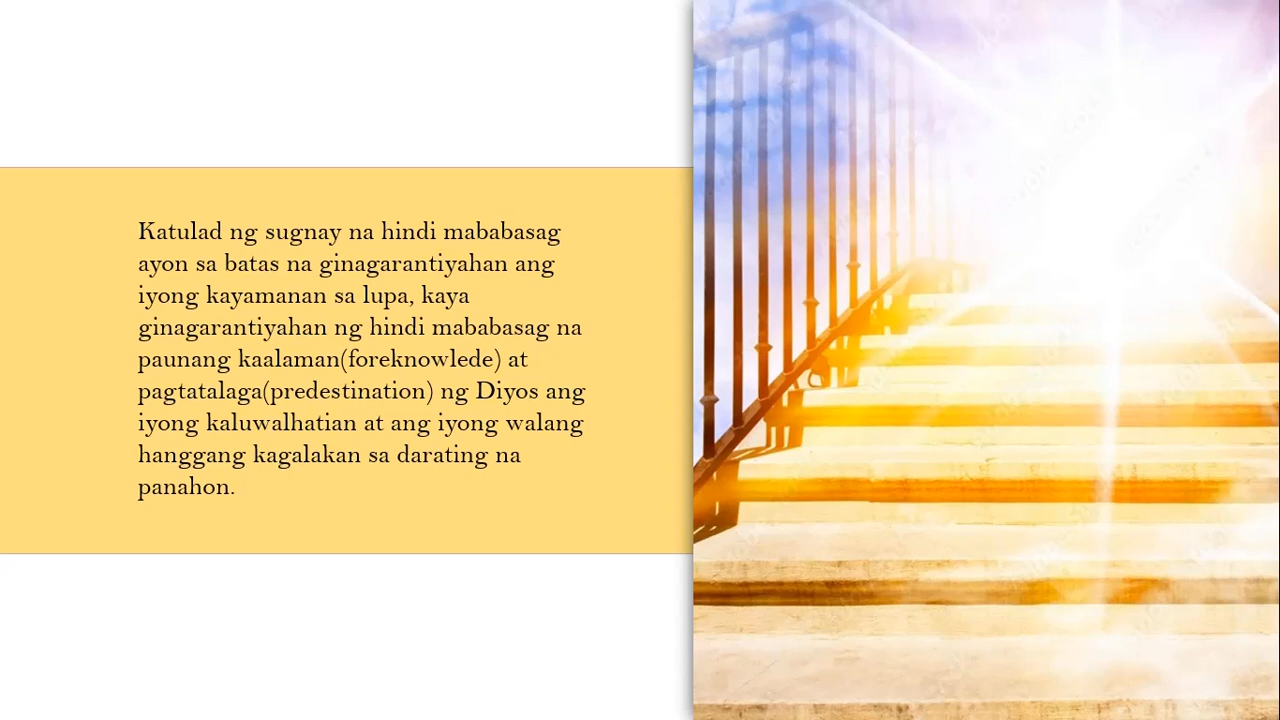 Katulad ng sugnay na hindi mababasag
ayon sa batas na ginagarantiyahan ang
iyong kayamanan sa lupa, kaya
ginagarantiyahan ng hindi mababasag na
paunang kaalaman(foreknowlede) at
pagtatalaga(predestination) ng Diyos ang
iyong kaluwalhatian at ang iyong walang
hanggang kagalakan sa darating na
panahon.